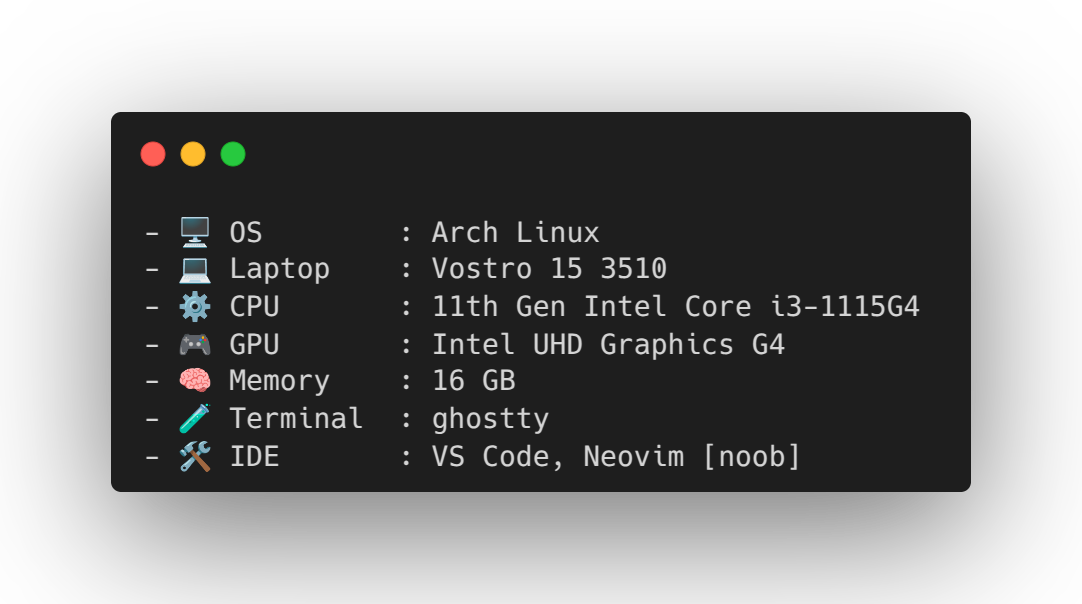 - 🖥️ OS : Arch Linux
- 💻 Laptop : Vostro 15 3510
- ⚙️ CPU : 11th Gen Intel Core i3-1115G4
- 🎮 GPU : Intel UHD Graphics G4
- 🧠 Memory : 16 GB
- 🧪 Terminal : ghostty
- 🛠️ IDE : VS Code, Neovim [noob]